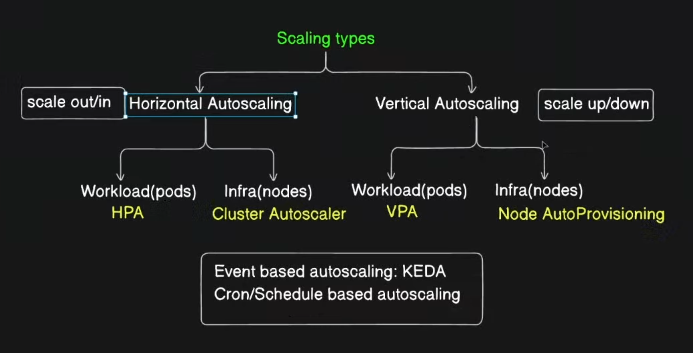 Scaling types
scale out/in
Horizontal Autoscaling
Vertical Autoscaling
scale up/down
Workload(pods)
HPA
Infra(nodes)
Cluster Autoscaler
Workload(pods)
VPA
Infra(nodes)
Node AutoProvisioning
Event based autoscaling: KEDA
Cron/Schedule based autoscaling